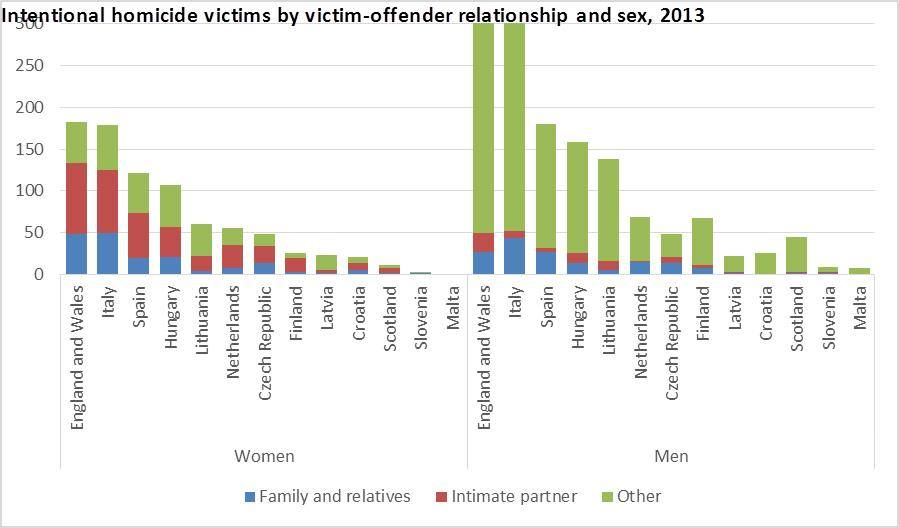 Intentional homicide victims by victim-offender relationship and sex, 2013
300
250
200
150
100
50
0
England and Wales
Italy
Spain
Hungary
Lithuania
Netherlands
Czech Republic
Finland
Latvia
Croatia
Scotland
Slovenia
Malta
England and Wales
Italy
Spain
Hungary
Lithuania
Netherlands
Czech Republic
Finland
Latvia
Croatia
Scotland
Slovenia
Malta
Women Men
Family and relatives Intimate partner Other